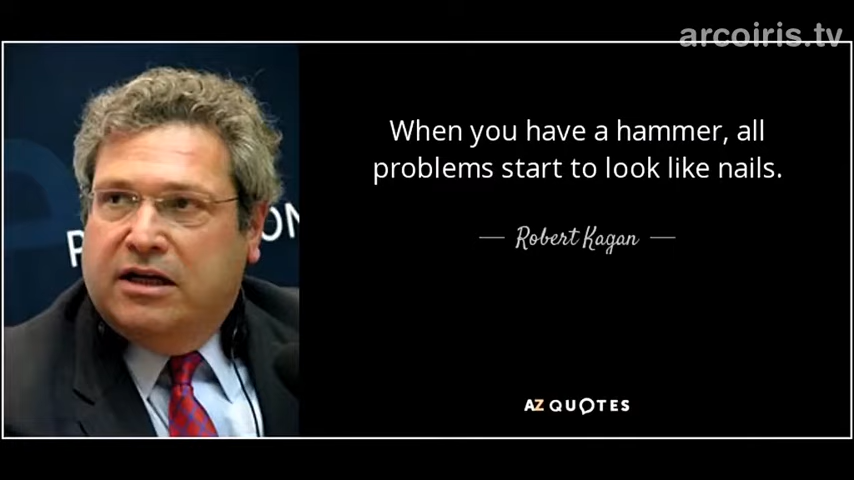 arcoiris.tv
When you have a hammer, all
problems start to look like nails.
— Robert Kagan —
AZ QUOTES